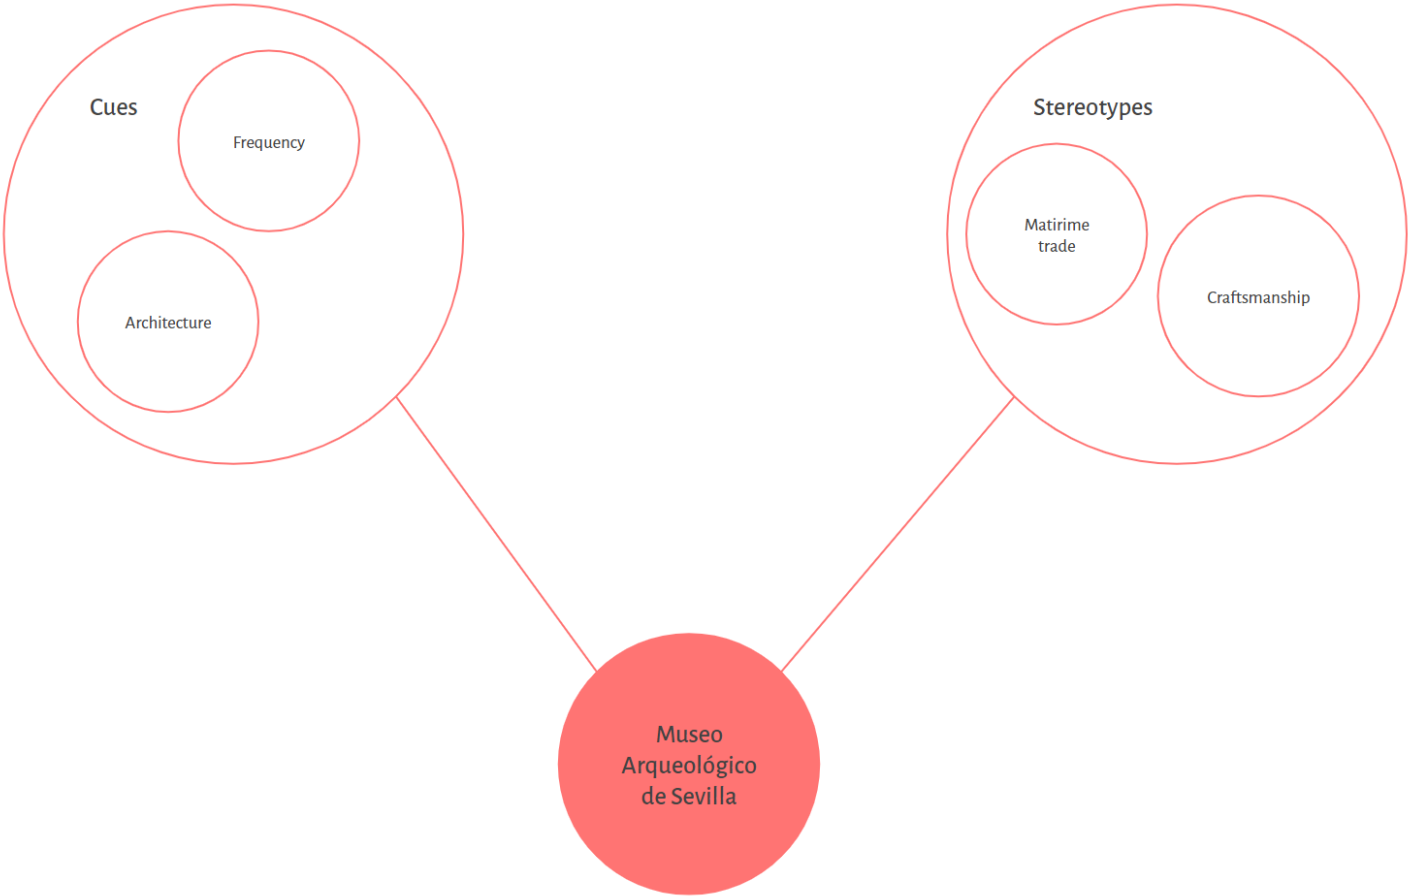 Cues
Frequency
Architecture
Stereotypes
Matirime
trade
Craftsmanship
Museo
Arqueológico
de Sevilla